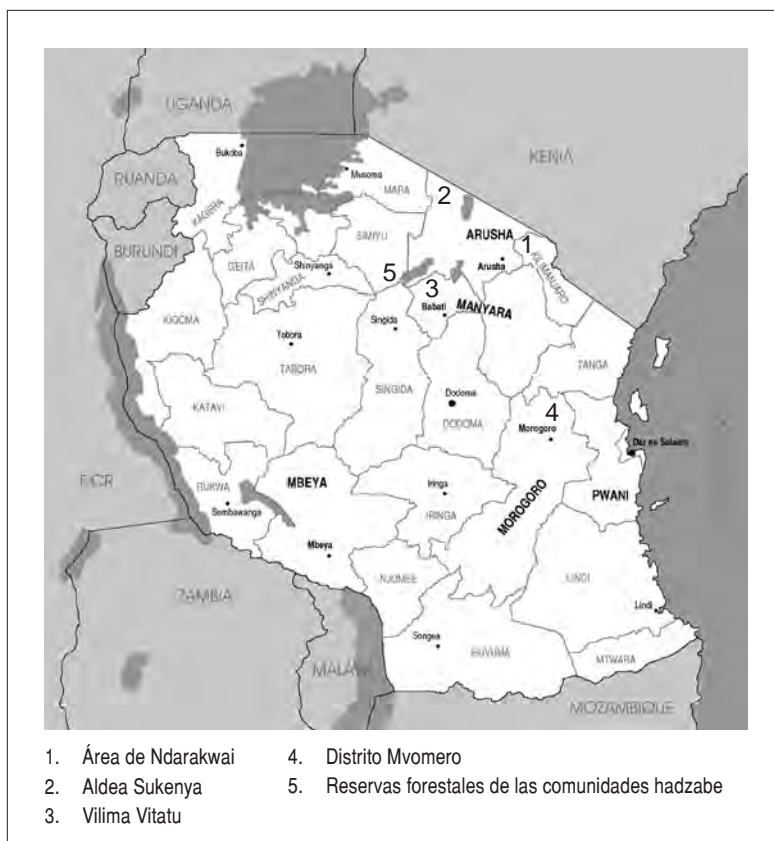 UGANDA
KENIA
Bukoba
Musoma
RUANDA
MARA
2
KAGERA
ARUSHA
1
BURUNDI
SIMIYU
GEITA
Shinyanga
Arusha
KILIMANJARO
SHINYANGA
5
3
MANYARA
Babati
KIGOMA
Singida
Tabora
TANGA
TABORA
SINGIDA
Dodoma
4
KATAVI
DODOMA
Morogoro
Dar es Salaam
MBEYA
RUKWA
Iringa
PWANI
Sumbawanga
IRINGA
MOROGORO
Mbeya
ZAMBIA
NJOMBE
LINDI
Lindi
Songea
RUVUMA
MTWARA
MALAWI
MOZAMBIQUE
1. Área de Ndarakwai
2. Aldea Sukenya
3. Vilima Vitatu
4. Distrito Mvomero
5. Reservas forestales de las comunidades hadzabe